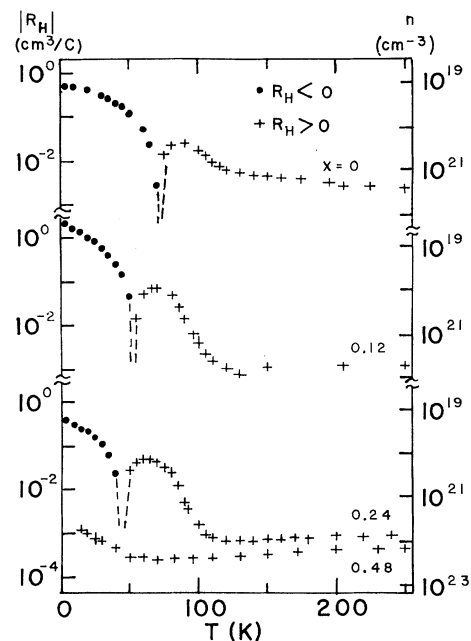 |R_H| n
(cm³/C) (cm⁻³)
● R_H < 0
+ R_H > 0
10⁰ 10¹⁹
10⁻² 10²¹
X = 0
10⁰ 10¹⁹
10⁻² 10²¹
0.12
10⁰ 10¹⁹
10⁻² 10²¹
0.24
10⁻⁴ 10²³
0.48
0 100 200
T (K)